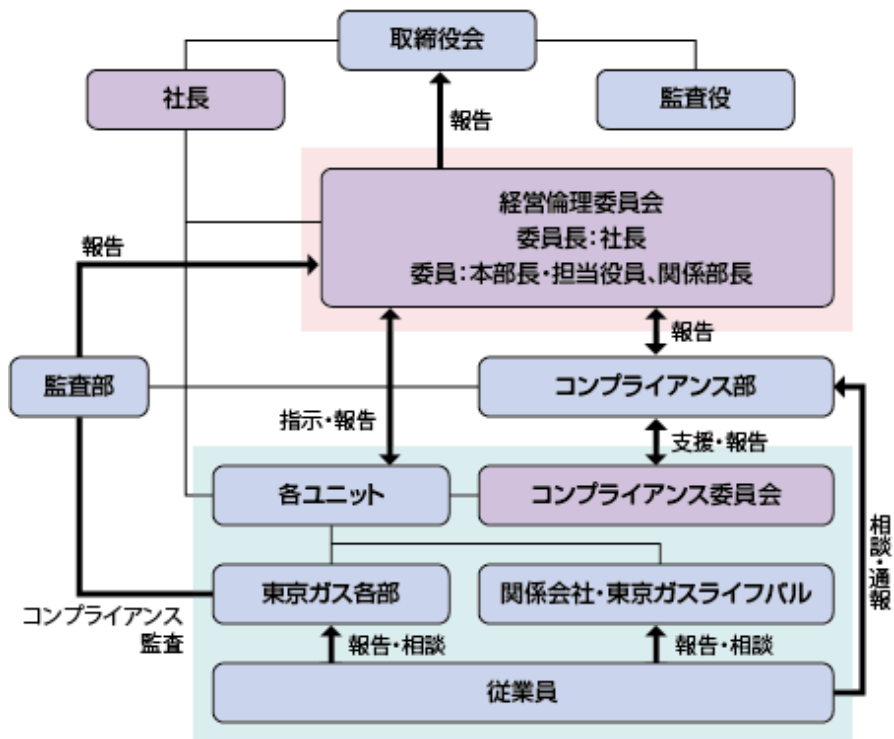 取締役会
社長
監査役
報告
経営倫理委員会
委員長：社長
委員：本部長・担当役員、関係部長
報告
報告
監査部
コンプライアンス部
指示・報告
支援・報告
各ユニット
コンプライアンス委員会
相談・通報
東京ガス各部
関係会社・東京ガスライフバル
コンプライアンス
監査
報告・相談
報告・相談
従業員